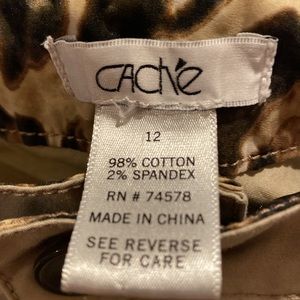 CAChé
12
98% COTTON
2% SPANDEX
RN # 74578
MADE IN CHINA
SEE REVERSE
FOR CARE